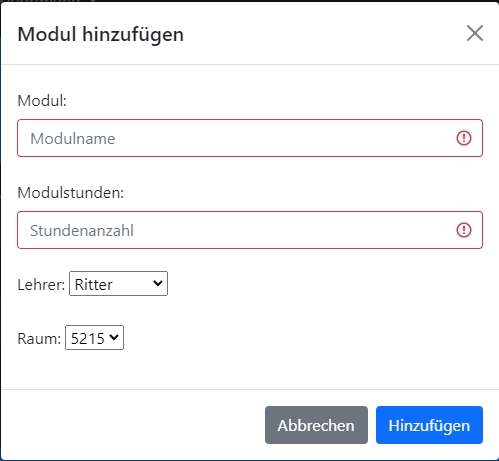 Modul hinzufügen
Modul:
Modulname
Modulstunden:
Stundenanzahl
Lehrer: Ritter
Raum: 5215
Abbrechen Hinzufügen